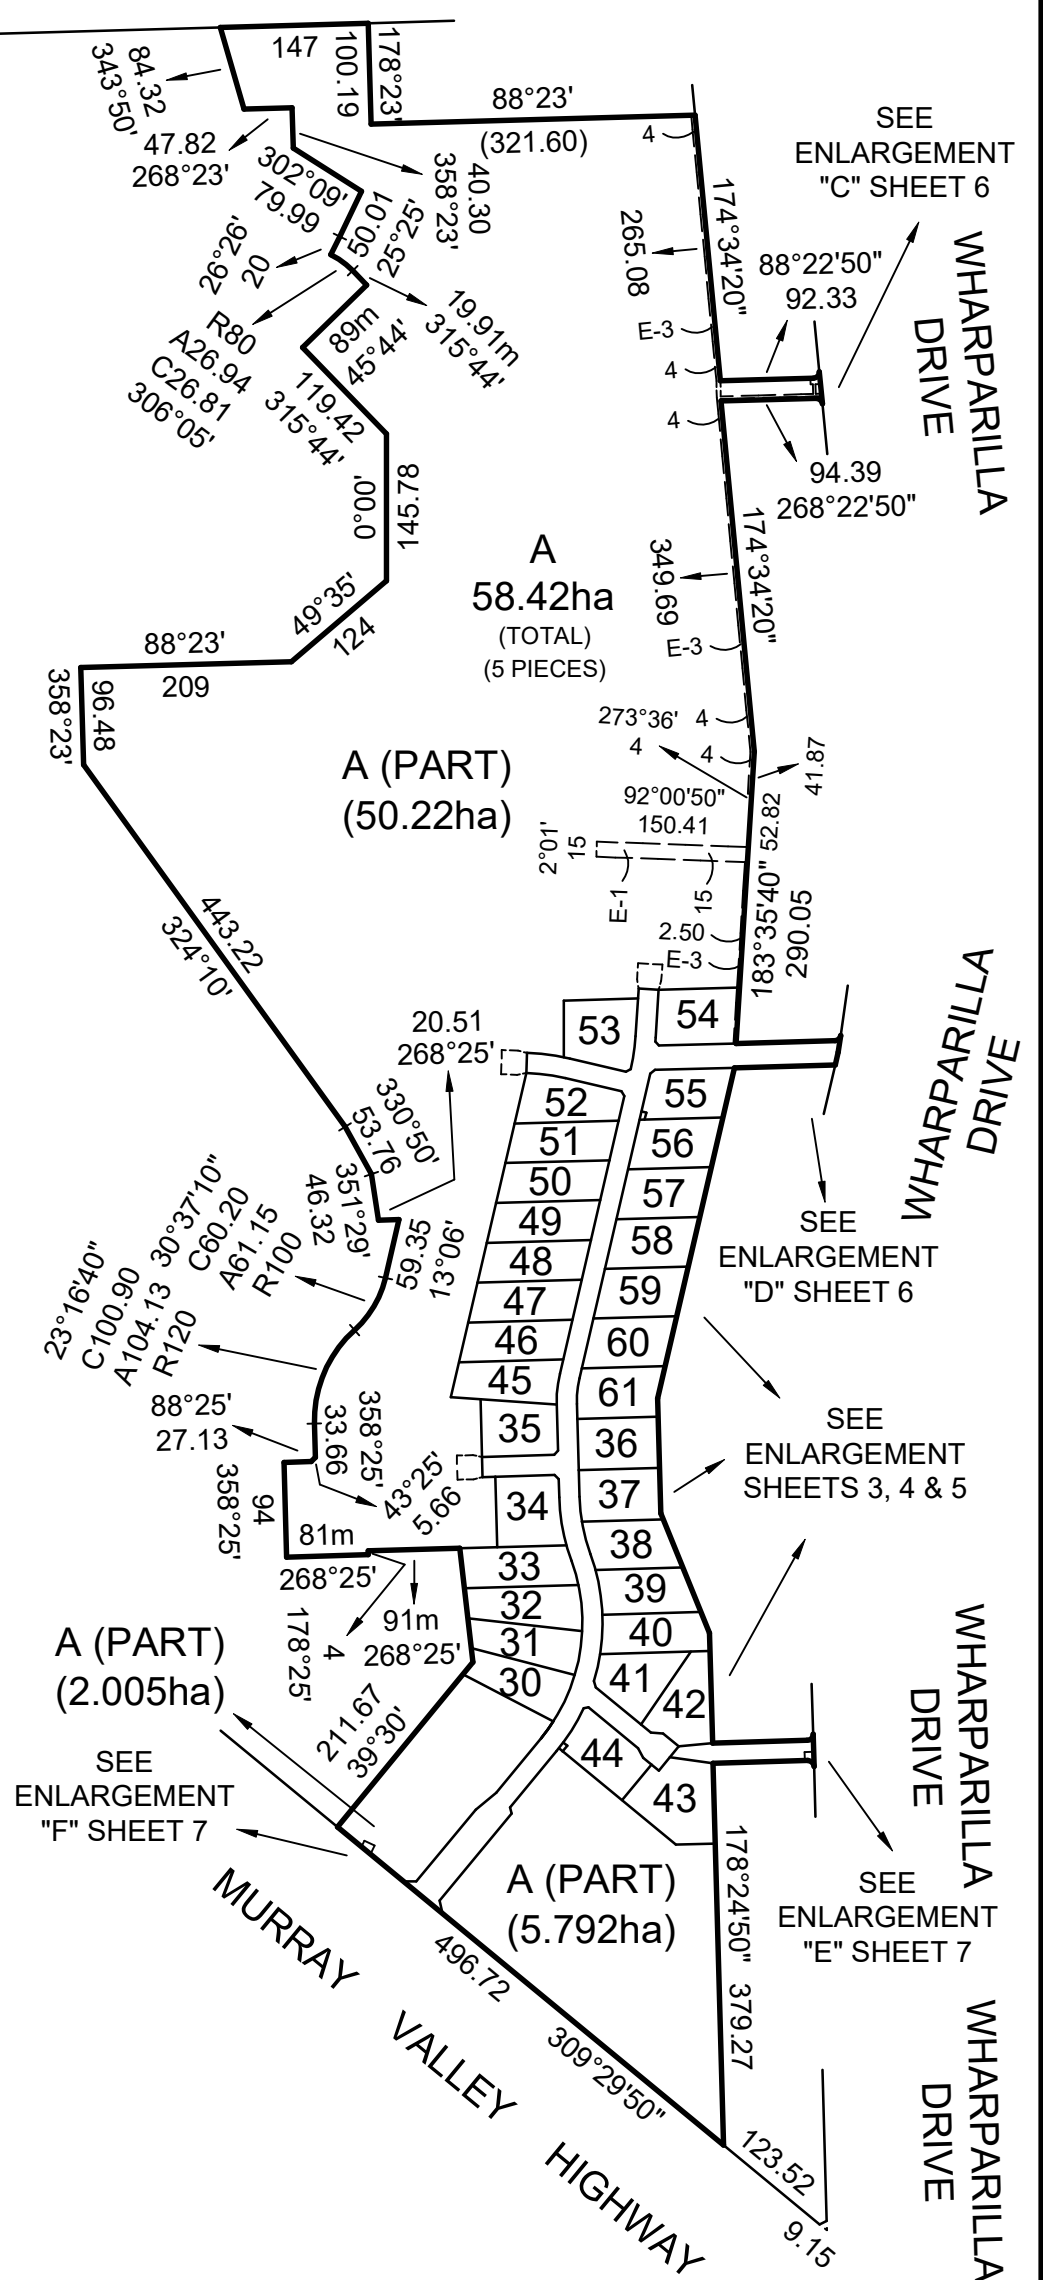 147
100.19
178°23'
88°23'
(321.60)
4
84.32
343°50'
47.82
268°23'
302°09'
79.99
40.30
358°23'
50.01
25°25'
26°26'
20
R80
A26.94
C26.81
306°05'
19.91m
315°44'
89m
45°44'
119.42
315°44'
0°00'
145.78
49°35'
124
88°23'
209
96.48
358°23'
SEE
ENLARGEMENT
"C" SHEET 6
174°34'20"
265.08
E-3
4
4
88°22'50"
92.33
94.39
268°22'50"
WHARPARILLA
DRIVE
A
58.42ha
(TOTAL)
(5 PIECES)
349.69
174°34'20"
E-3
4
273°36'
4
4
41.87
A (PART)
(50.22ha)
92°00'50"
150.41
2°01'
15
E-1
15
52.82
2.50
E-3
183°35'40"
290.05
443.22
324°10'
20.51
268°25'
330°50'
53.76
351°29'
46.32
59.35
13°06'
30°37'10"
C60.20
A61.15
R100
23°16'40"
C100.90
A104.13
R120
88°25'
27.13
33.66
358°25'
43°25'
5.66
94
358°25'
81m
268°25'
4
178°25'
91m
268°25'
53
54
52
51
50
49
48
47
46
45
35
34
33
32
31
30
55
56
57
58
59
60
61
36
37
38
39
40
41
42
44
43
WHARPARILLA
DRIVE
SEE
ENLARGEMENT
"D" SHEET 6
SEE
ENLARGEMENT
SHEETS 3, 4 & 5
A (PART)
(2.005ha)
211.67
39°30'
SEE
ENLARGEMENT
"F" SHEET 7
WHARPARILLA
DRIVE
SEE
ENLARGEMENT
"E" SHEET 7
A (PART)
(5.792ha)
178°24'50"
379.27
496.72
309°29'50"
MURRAY VALLEY HIGHWAY
123.52
9.15
WHARPARILLA
DRIVE